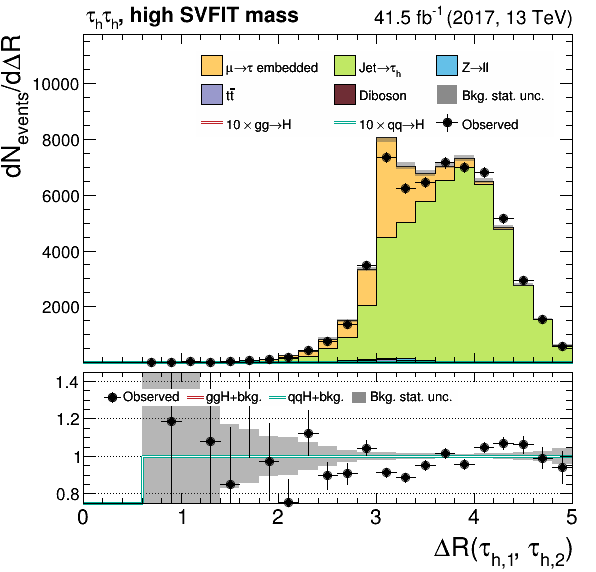 τhτh, high SVFIT mass 41.5 fb⁻¹ (2017, 13 TeV)
dNevents/dΔR
μ→τ embedded Jet→τh Z→ll
tt̄ Diboson Bkg. stat. unc.
10 × gg→H 10 × qq→H Observed
10000
8000
6000
4000
2000
1.4
Observed ggH+bkg. qqH+bkg. Bkg. stat. unc.
1.2
1
0.8
0 1 2 3 4 5
ΔR(τh,1, τh,2)